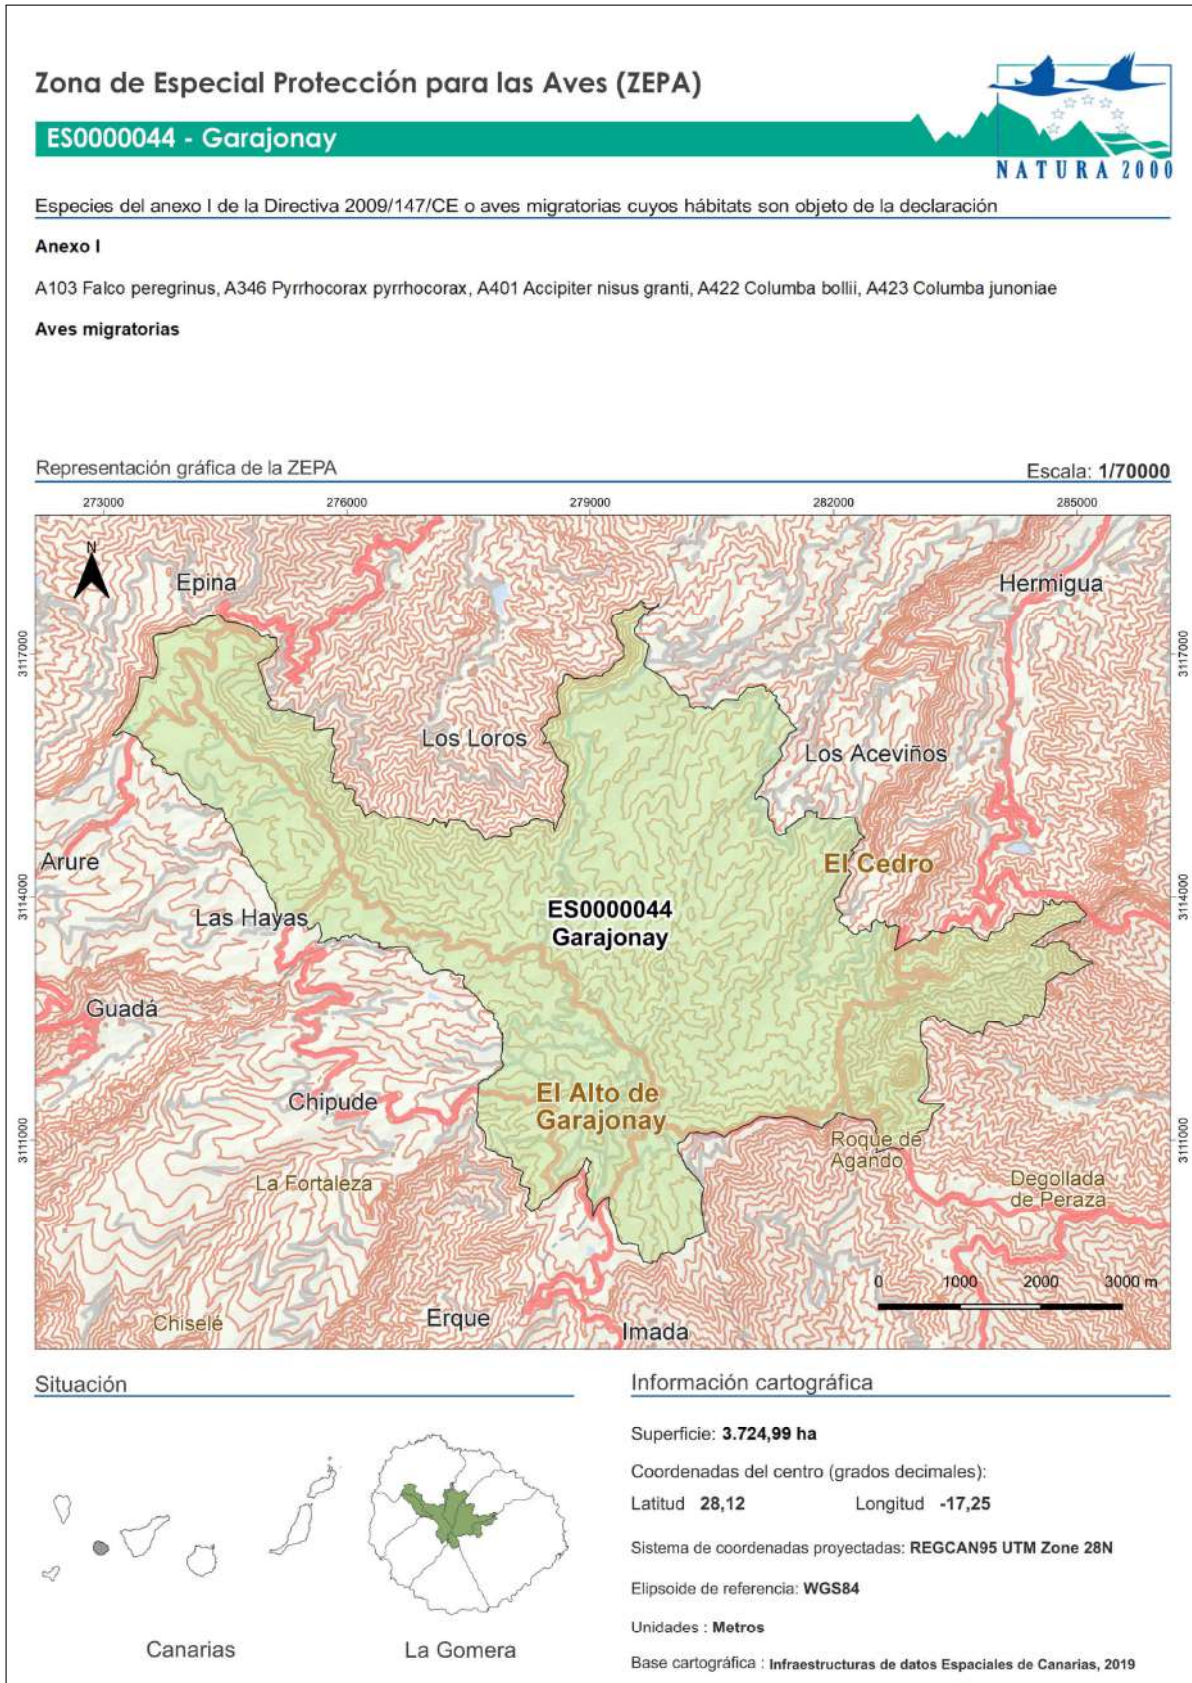 Zona de Especial Protección para las Aves (ZEPA)
ES0000044 - Garajonay
NATURA 2000
Especies del anexo I de la Directiva 2009/147/CE o aves migratorias cuyos hábitats son objeto de la declaración
Anexo I
A103 Falco peregrinus, A346 Pyrrhocorax pyrrhocorax, A401 Accipiter nisus granti, A422 Columba bollii, A423 Columba junoniae
Aves migratorias
Representación gráfica de la ZEPA
Escala: 1/70000
273000 276000 279000 282000 285000
N
Epina
Hermigua
3117000
3117000
Los Loros
Los Aceviños
Arure
El Cedro
3114000
3114000
Las Hayas
ES0000044
Garajonay
Guadá
Chipude
El Alto de
Garajonay
3111000
3111000
Roque de
Agando
La Fortaleza
Degollada
de Peraza
0 1000 2000 3000 m
Chiselé
Erque
Imada
Situación
Canarias
La Gomera
Información cartográfica
Superficie: 3.724,99 ha
Coordenadas del centro (grados decimales):
Latitud 28,12 Longitud -17,25
Sistema de coordenadas proyectadas: REGCAN95 UTM Zone 28N
Elipsoide de referencia: WGS84
Unidades : Metros
Base cartográfica : Infraestructuras de datos Espaciales de Canarias, 2019